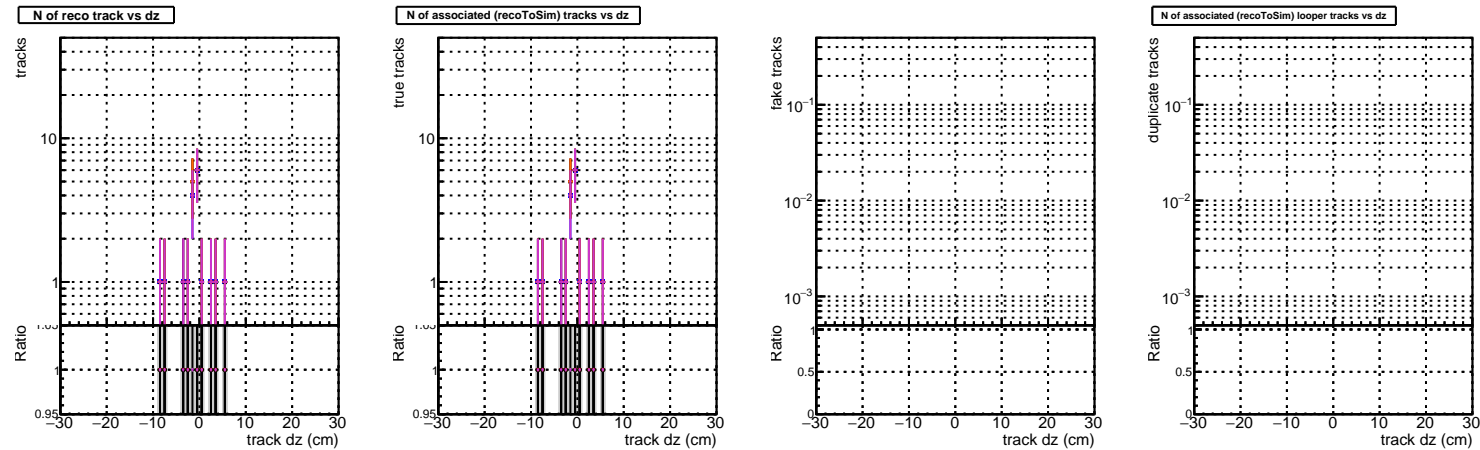 N of reco track vs dz
tracks
10
1
Ratio
1.05
1
0.95
−30 −20 −10 0 10 20 30
track dz (cm)
N of associated (recoToSim) tracks vs dz
true tracks
10
1
Ratio
1.05
1
0.95
−30 −20 −10 0 10 20 30
track dz (cm)
fake tracks
10−1
10−2
10−3
Ratio
1
0.5
0
−30 −20 −10 0 10 20 30
track dz (cm)
N of associated (recoToSim) looper tracks vs dz
duplicate tracks
10−1
10−2
10−3
Ratio
1
0.5
0
−30 −20 −10 0 10 20 30
track dz (cm)